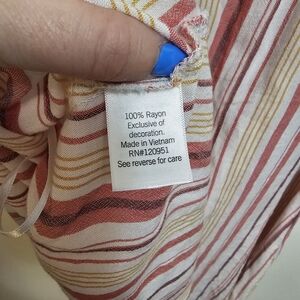 100% Rayon
Exclusive of
decoration.
Made in Vietnam
RN#120951
See reverse for care